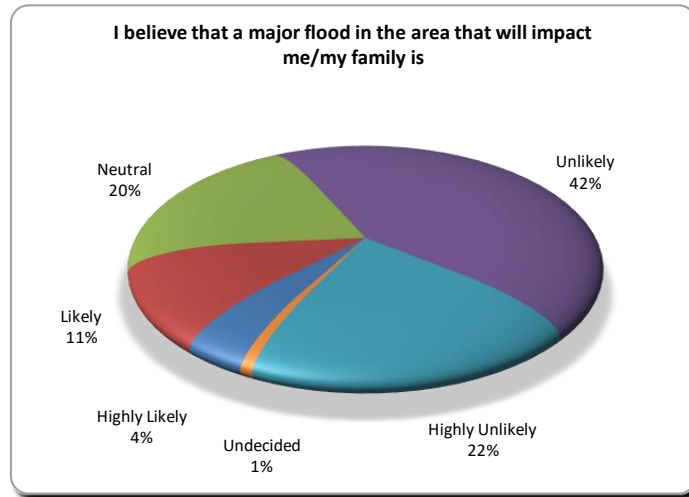 I believe that a major flood in the area that will impact
me/my family is
Unlikely
42%
Neutral
20%
Likely
11%
Highly Likely
4%
Undecided
1%
Highly Unlikely
22%